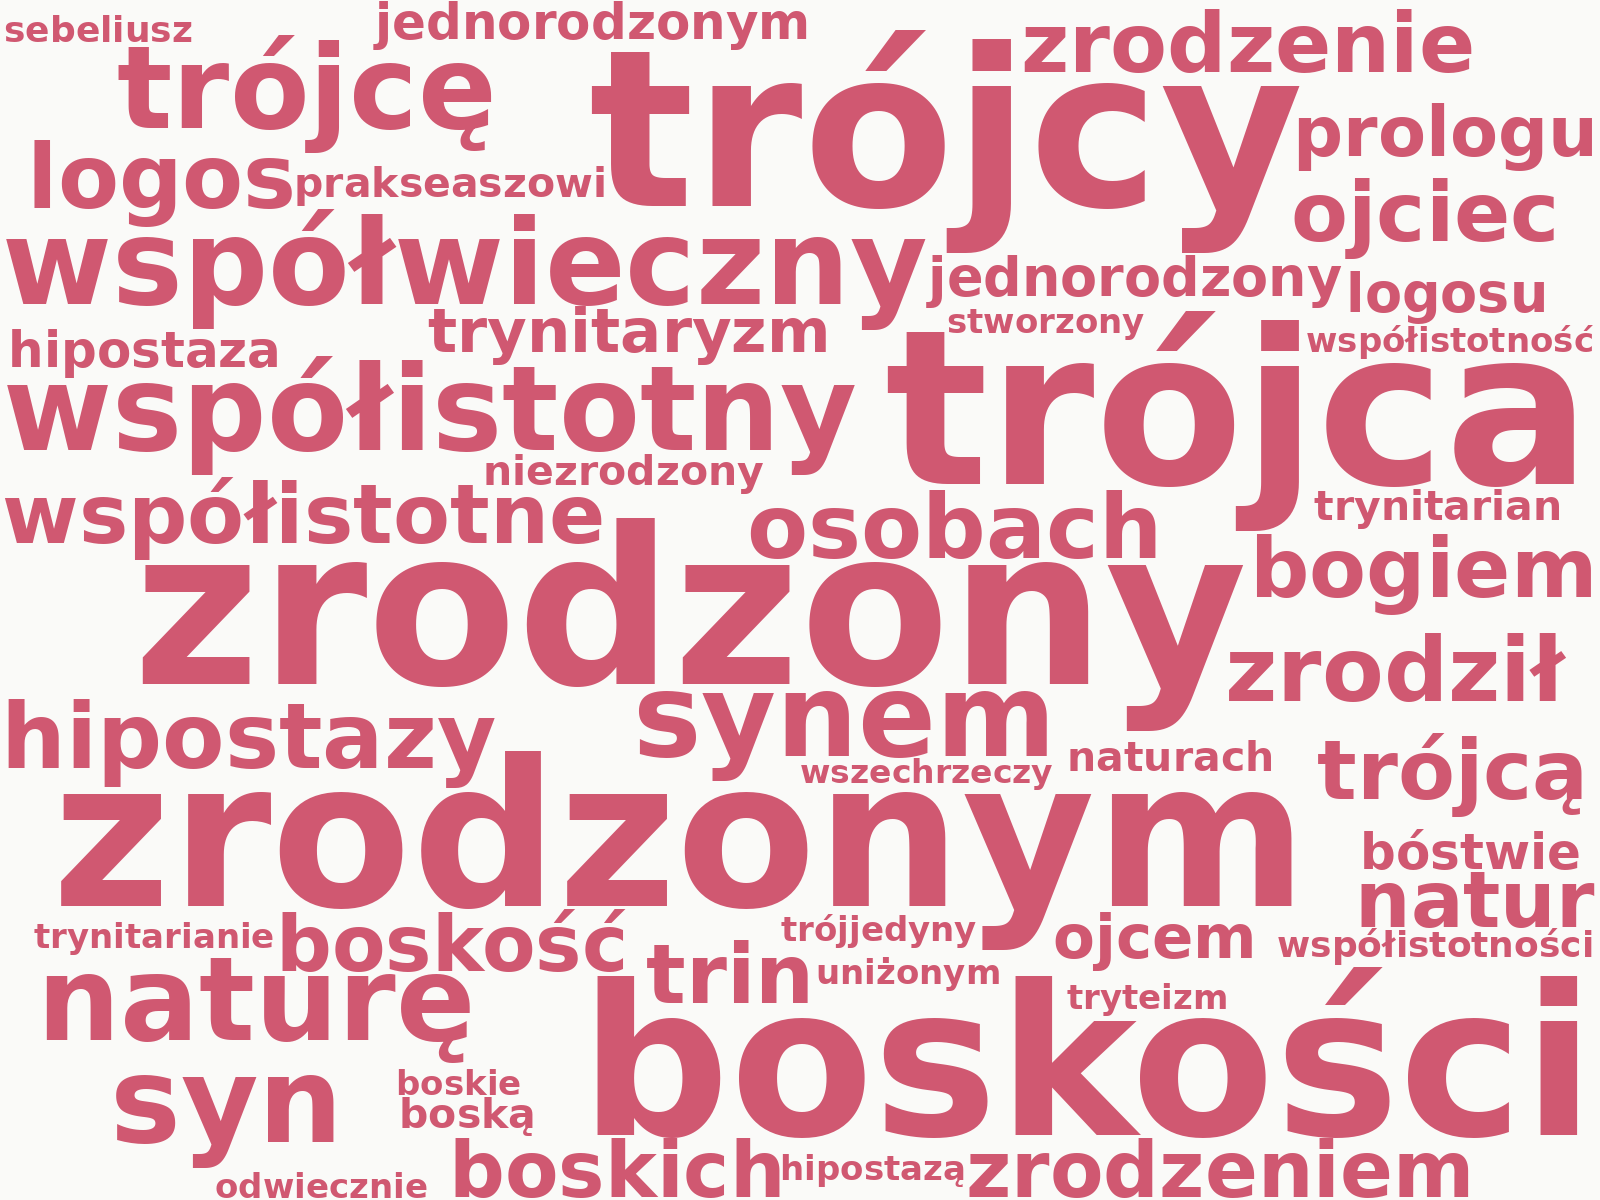 sebeliusz
jednorodzonym
trójcę
trójcy
zrodzenie
prologu
logos
prakseaszowi
ojciec
współwieczny
jednorodzony
logosu
hipostaza
trynitaryzm
stworzony
współistotność
współistotny
trójca
niezrodzony
współistotne
osobach
trynitarian
zrodzony
bogiem
zrodził
hipostazy
synem
wszechrzeczy
naturach
trójcą
zrodzonym
bóstwie
natur
trynitarianie
boskość
trójjedyny
ojcem
współistotności
naturę
trin
uniżonym
tryteizm
boskości
syn
boskie
boską
boskich
hipostazą
zrodzeniem
odwiecznie